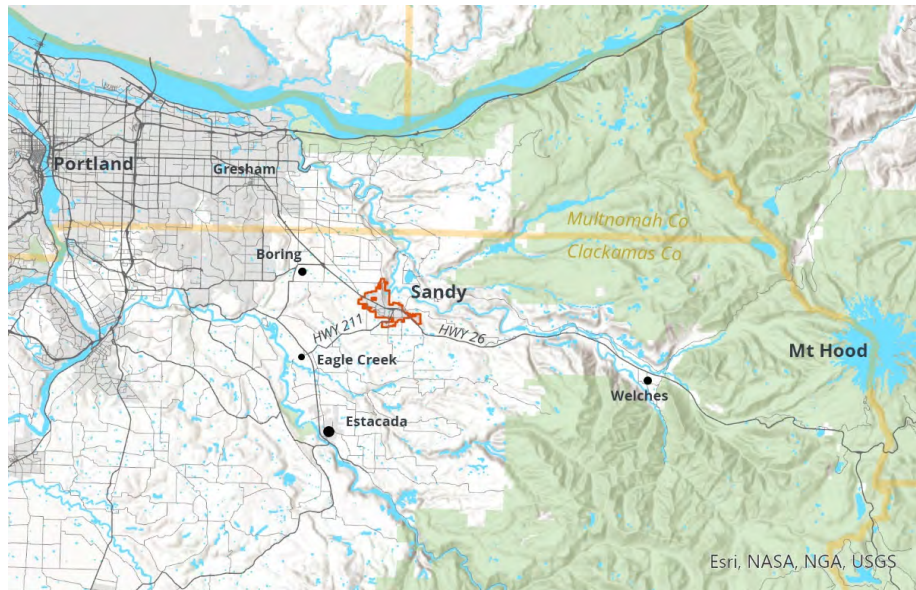 Portland
Gresham
Multnamah Co
Boring
Clackamas Co
Sandy
HWY 211
HWY 26
Eagle Creek
Mt Hood
Welches
Estacada
Esri, NASA, NGA, USGS